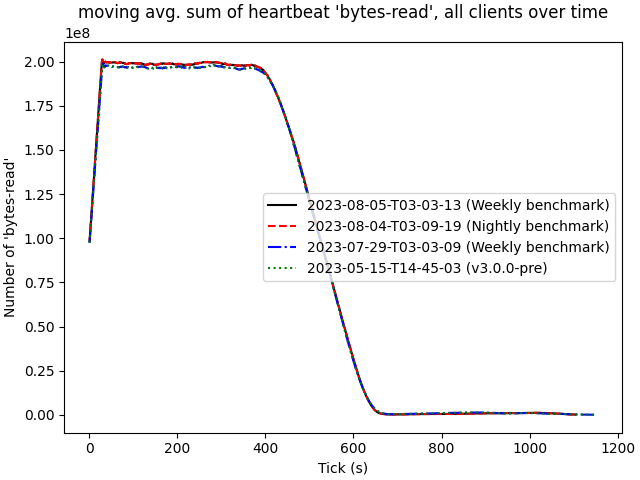 moving avg. sum of heartbeat 'bytes-read', all clients over time
1e8
2.00
1.75
1.50
1.25
1.00
0.75
0.50
0.25
0.00
Number of 'bytes-read'
2023-08-05-T03-03-13 (Weekly benchmark)
2023-08-04-T03-09-19 (Nightly benchmark)
2023-07-29-T03-03-09 (Weekly benchmark)
2023-05-15-T14-45-03 (v3.0.0-pre)
0 200 400 600 800 1000 1200
Tick (s)